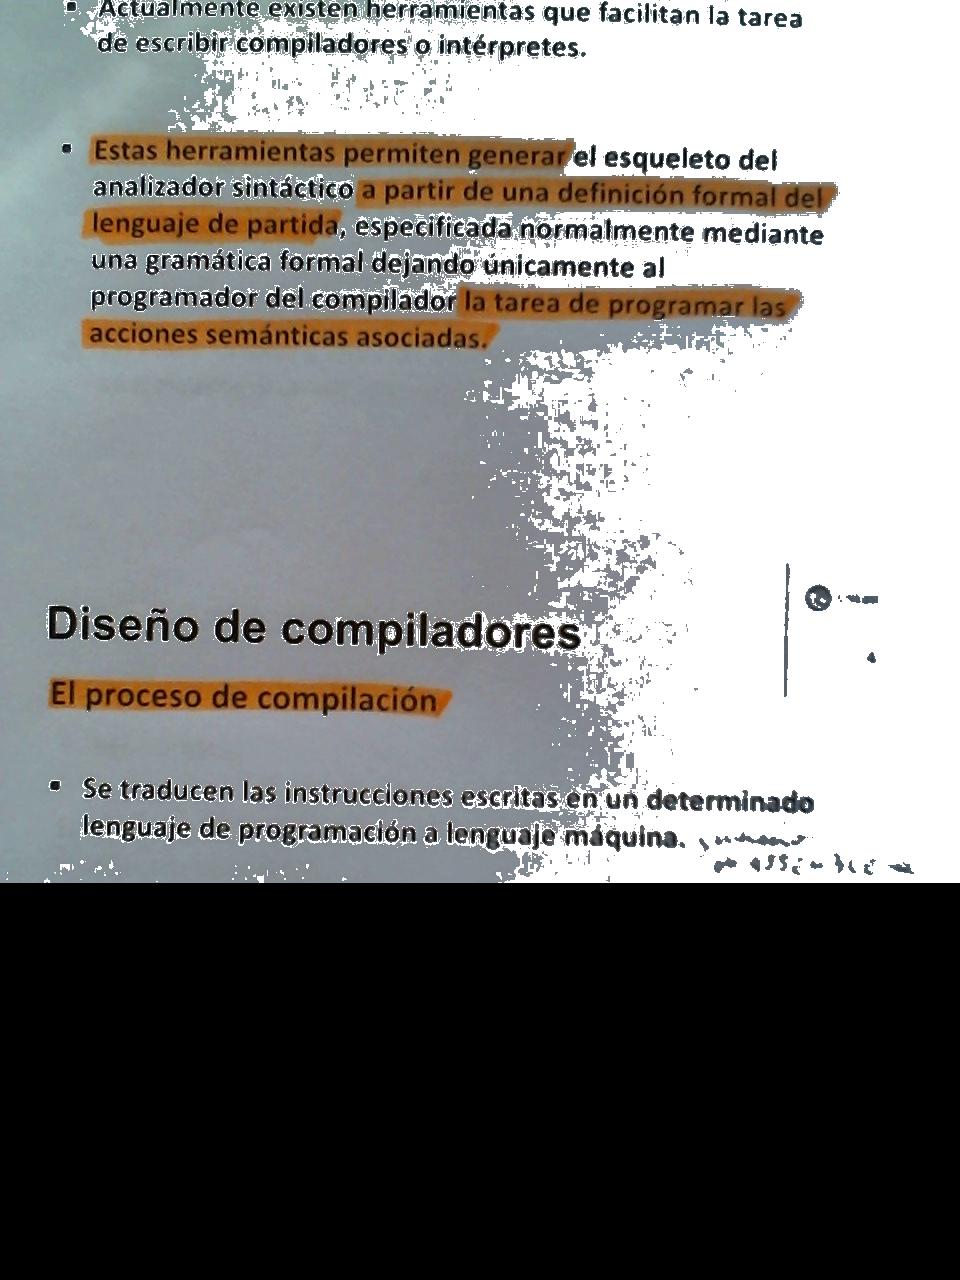 ▪ Actualmente existen herramientas que facilitan la tarea
de escribir compiladores o intérpretes.
▪ Estas herramientas permiten generar el esqueleto del
analizador sintáctico a partir de una definición formal del
lenguaje de partida, especificada normalmente mediante
una gramática formal dejando únicamente al
programador del compilador la tarea de programar las
acciones semánticas asociadas.
Diseño de compiladores
El proceso de compilación
▪ Se traducen las instrucciones escritas en un determinado
lenguaje de programación a lenguaje máquina.